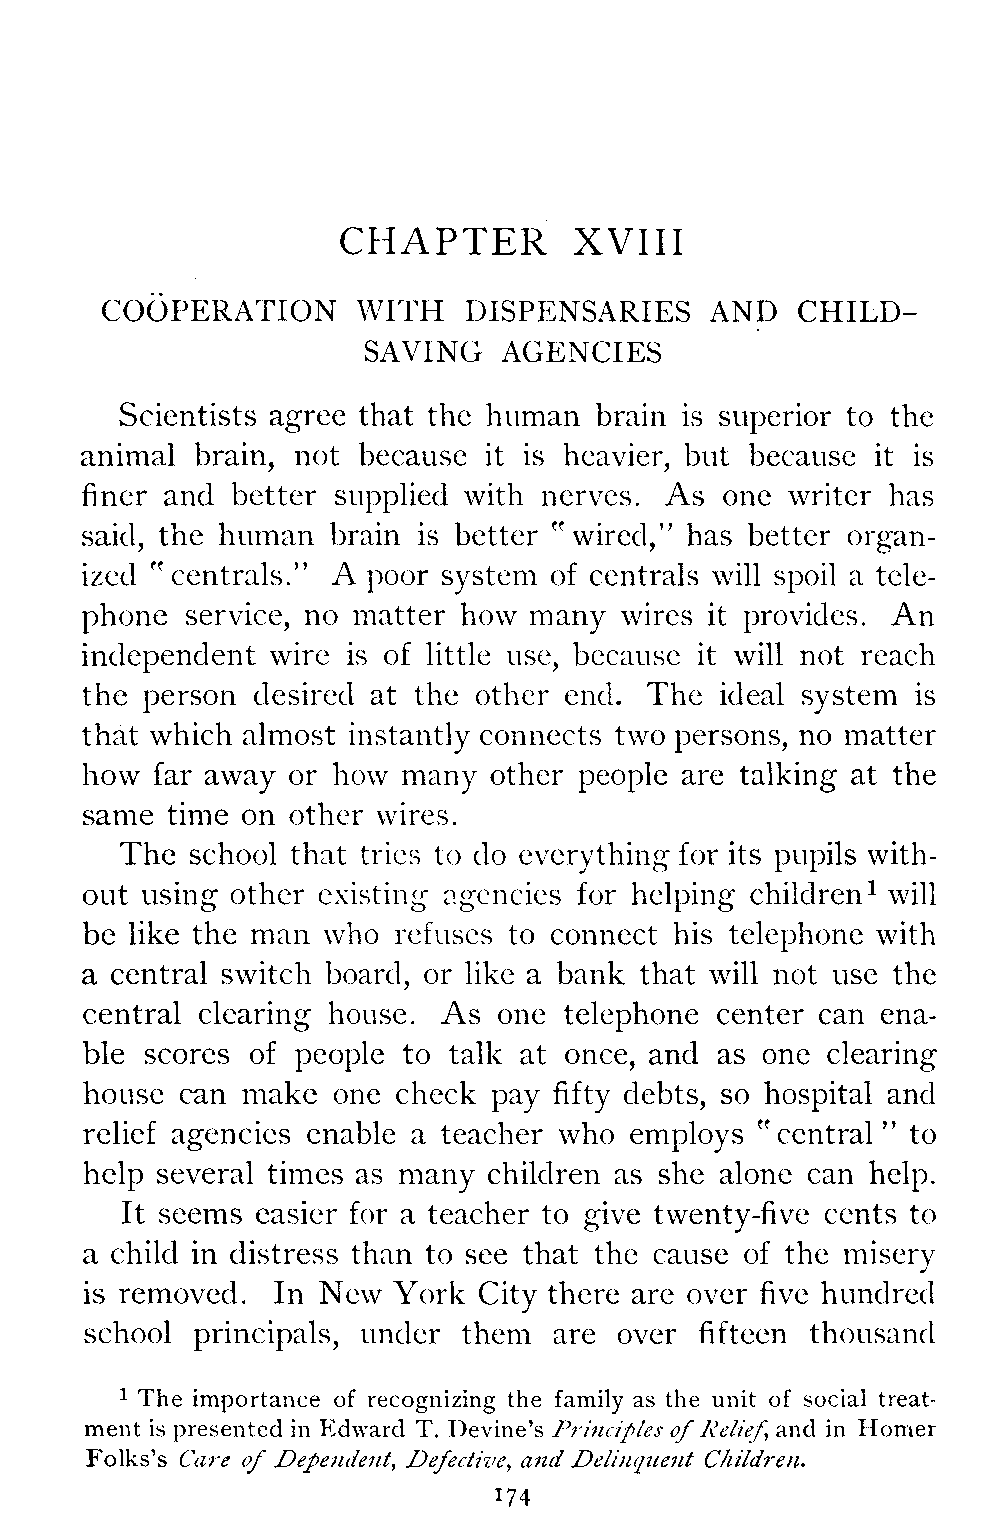 CHAPTER XVIII
COÖPERATION WITH DISPENSARIES AND CHILD-
SAVING AGENCIES
Scientists agree that the human brain is superior to the
animal brain, not because it is heavier, but because it is
finer and better supplied with nerves. As one writer has
said, the human brain is better "wired," has better organ-
ized "centrals." A poor system of centrals will spoil a tele-
phone service, no matter how many wires it provides. An
independent wire is of little use, because it will not reach
the person desired at the other end. The ideal system is
that which almost instantly connects two persons, no matter
how far away or how many other people are talking at the
same time on other wires.
The school that tries to do everything for its pupils with-
out using other existing agencies for helping children¹ will
be like the man who refuses to connect his telephone with
a central switch board, or like a bank that will not use the
central clearing house. As one telephone center can ena-
ble scores of people to talk at once, and as one clearing
house can make one check pay fifty debts, so hospital and
relief agencies enable a teacher who employs "central" to
help several times as many children as she alone can help.
It seems easier for a teacher to give twenty-five cents to
a child in distress than to see that the cause of the misery
is removed. In New York City there are over five hundred
school principals, under them are over fifteen thousand
¹ The importance of recognizing the family as the unit of social treat-
ment is presented in Edward T. Devine's Principles of Relief, and in Homer
Folks's Care of Dependent, Defective, and Delinquent Children.
174